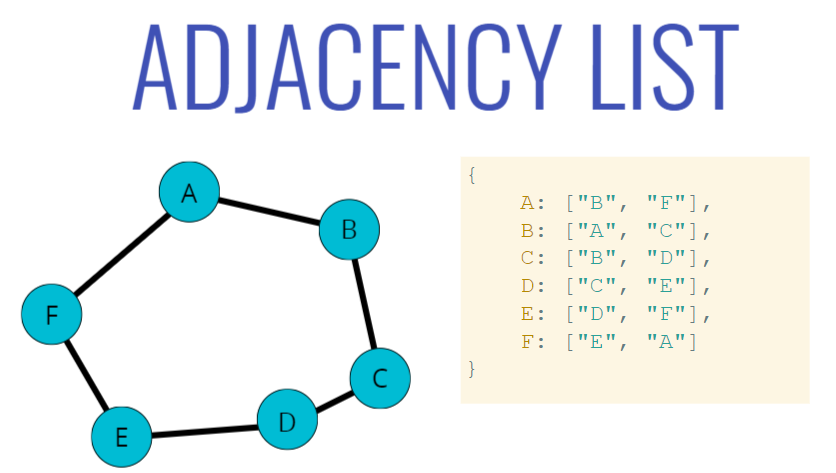 ADJACENCY LIST
A
B
F
C
D
E
{
A: ["B", "F"],
B: ["A", "C"],
C: ["B", "D"],
D: ["C", "E"],
E: ["D", "F"],
F: ["E", "A"]
}